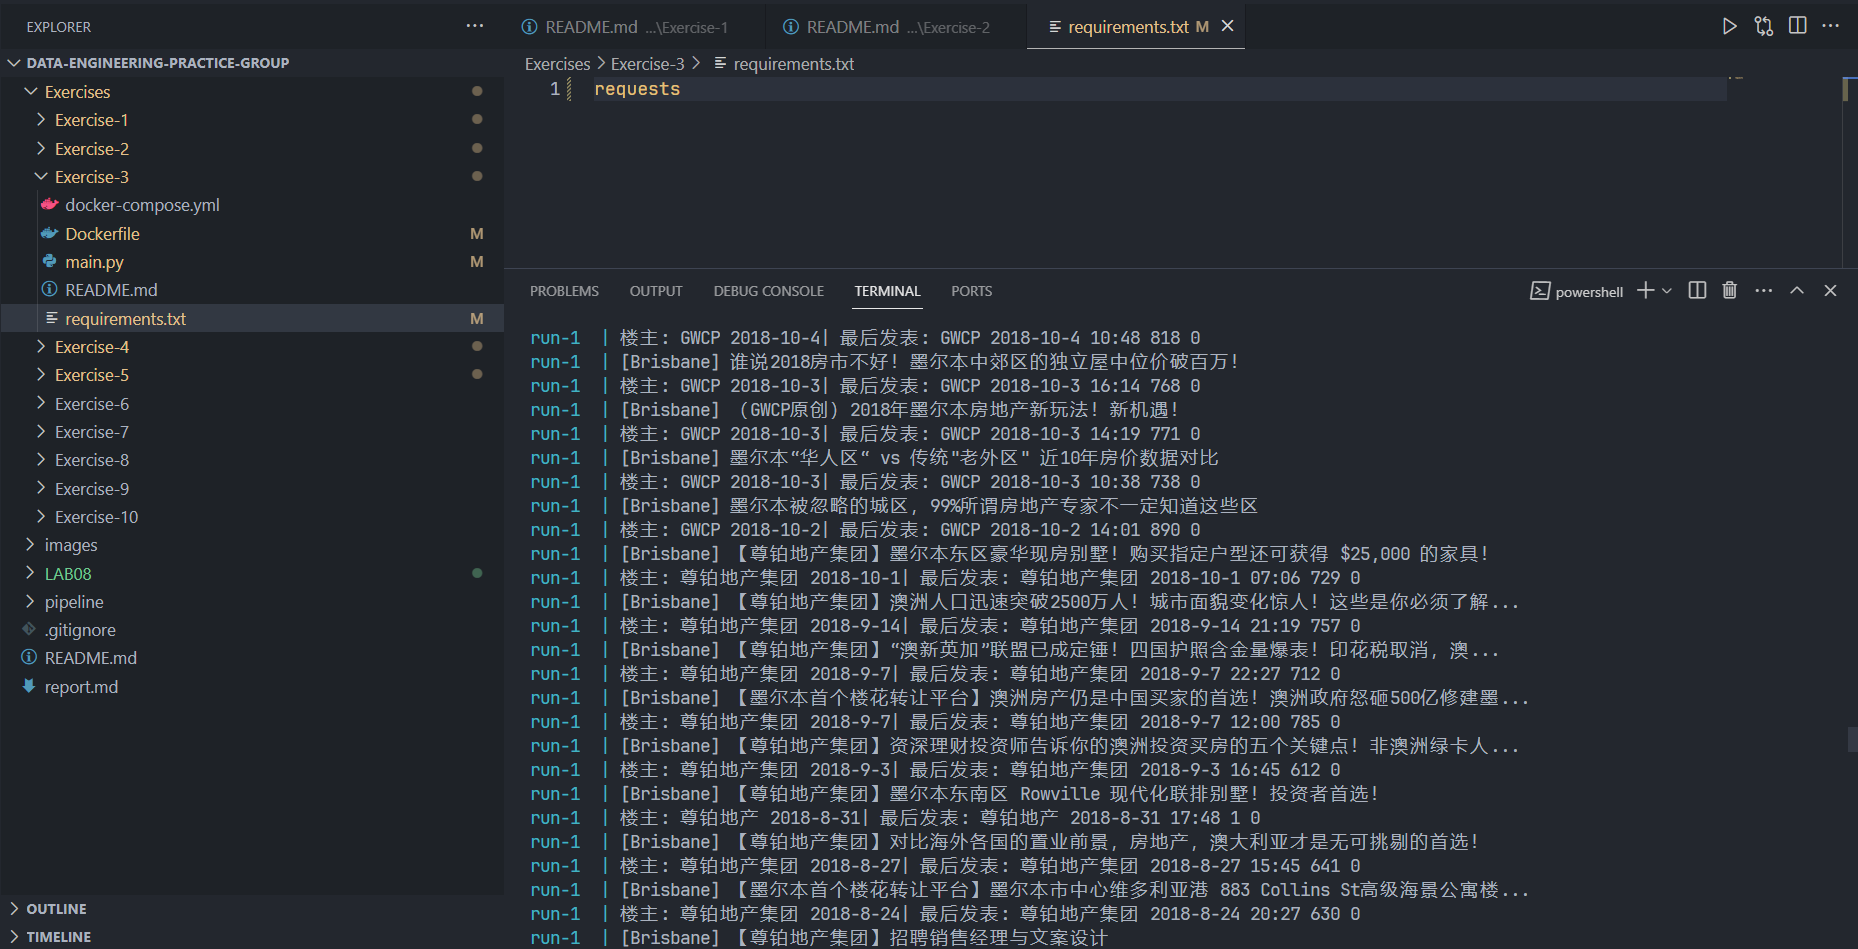 EXPLORER
DATA-ENGINEERING-PRACTICE-GROUP
Exercises
Exercise-1
Exercise-2
Exercise-3
docker-compose.yml
Dockerfile M
main.py M
README.md
requirements.txt M
Exercise-4
Exercise-5
Exercise-6
Exercise-7
Exercise-8
Exercise-9
Exercise-10
images
LAB08
pipeline
.gitignore
README.md
report.md
OUTLINE
TIMELINE
README.md ...\Exercise-1 README.md ...\Exercise-2 requirements.txt M
Exercises > Exercise-3 > requirements.txt
1 requests
PROBLEMS OUTPUT DEBUG CONSOLE TERMINAL PORTS powershell
run-1 | 楼主: GWCP 2018-10-4| 最后发表: GWCP 2018-10-4 10:48 818 0
run-1 | [Brisbane] 谁说2018房市不好！墨尔本中郊区的独立屋中位价破百万！
run-1 | 楼主: GWCP 2018-10-3| 最后发表: GWCP 2018-10-3 16:14 768 0
run-1 | [Brisbane] （GWCP原创）2018年墨尔本房地产新玩法！新机遇！
run-1 | 楼主: GWCP 2018-10-3| 最后发表: GWCP 2018-10-3 14:19 771 0
run-1 | [Brisbane] 墨尔本“华人区“ vs 传统"老外区" 近10年房价数据对比
run-1 | 楼主: GWCP 2018-10-3| 最后发表: GWCP 2018-10-3 10:38 738 0
run-1 | [Brisbane] 墨尔本被忽略的城区，99%所谓房地产专家不一定知道这些区
run-1 | 楼主: GWCP 2018-10-2| 最后发表: GWCP 2018-10-2 14:01 890 0
run-1 | [Brisbane] 【尊铂地产集团】墨尔本东区豪华现房别墅！购买指定户型还可获得 $25,000 的家具！
run-1 | 楼主: 尊铂地产集团 2018-10-1| 最后发表: 尊铂地产集团 2018-10-1 07:06 729 0
run-1 | [Brisbane] 【尊铂地产集团】澳洲人口迅速突破2500万人！城市面貌变化惊人！这些是你必须了解...
run-1 | 楼主: 尊铂地产集团 2018-9-14| 最后发表: 尊铂地产集团 2018-9-14 21:19 757 0
run-1 | [Brisbane] 【尊铂地产集团】“澳新英加”联盟已成定锤！四国护照含金量爆表！印花税取消，澳...
run-1 | 楼主: 尊铂地产集团 2018-9-7| 最后发表: 尊铂地产集团 2018-9-7 22:27 712 0
run-1 | [Brisbane] 【墨尔本首个楼花转让平台】澳洲房产仍是中国买家的首选！澳洲政府怒砸500亿修建墨...
run-1 | 楼主: 尊铂地产集团 2018-9-7| 最后发表: 尊铂地产集团 2018-9-7 12:00 785 0
run-1 | [Brisbane] 【尊铂地产集团】资深理财投资师告诉你的澳洲投资买房的五个关键点！非澳洲绿卡人...
run-1 | 楼主: 尊铂地产集团 2018-9-3| 最后发表: 尊铂地产集团 2018-9-3 16:45 612 0
run-1 | [Brisbane] 【尊铂地产集团】墨尔本东南区 Rowville 现代化联排别墅！投资者首选！
run-1 | 楼主: 尊铂地产 2018-8-31| 最后发表: 尊铂地产 2018-8-31 17:48 1 0
run-1 | [Brisbane] 【尊铂地产集团】对比海外各国的置业前景，房地产，澳大利亚才是无可挑剔的首选！
run-1 | 楼主: 尊铂地产集团 2018-8-27| 最后发表: 尊铂地产集团 2018-8-27 15:45 641 0
run-1 | [Brisbane] 【墨尔本首个楼花转让平台】墨尔本市中心维多利亚港 883 Collins St高级海景公寓楼...
run-1 | 楼主: 尊铂地产集团 2018-8-24| 最后发表: 尊铂地产集团 2018-8-24 20:27 630 0
run-1 | [Brisbane] 【尊铂地产集团】招聘销售经理与文案设计